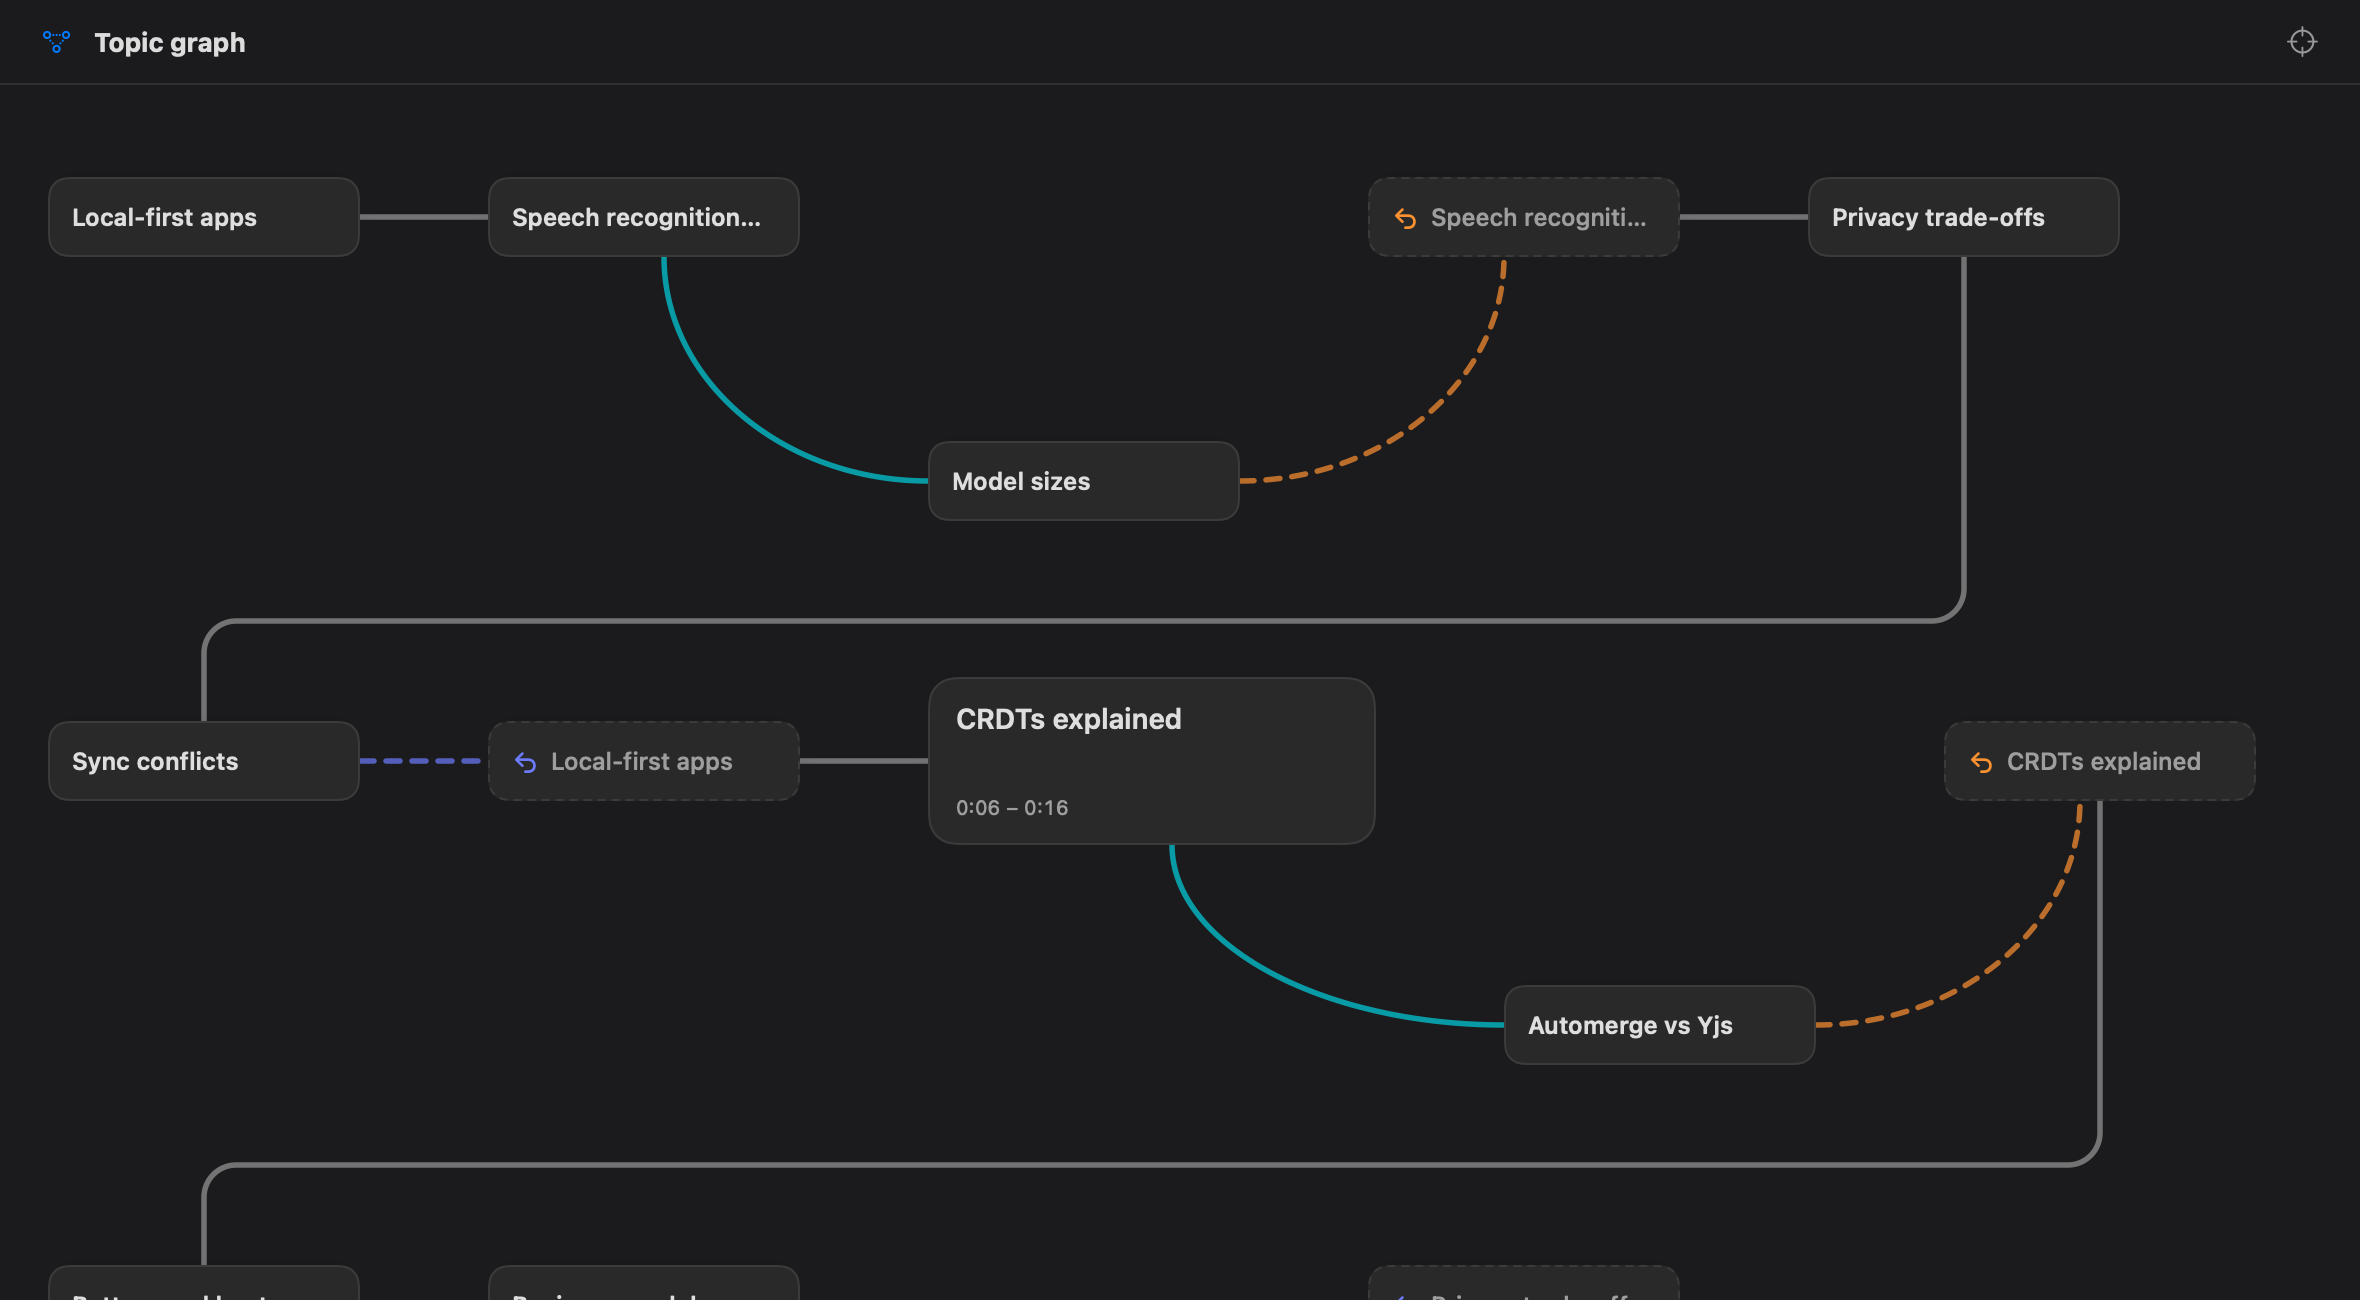 Topic graph
Local-first apps
Speech recognition...
Speech recogniti...
Privacy trade-offs
Model sizes
Sync conflicts
Local-first apps
CRDTs explained
0:06 – 0:16
CRDTs explained
Automerge vs Yjs